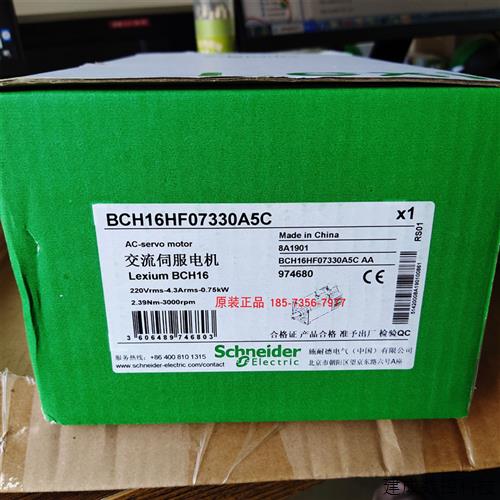 BCH16HF07330A5C
x1
AC-servo motor
交流伺服电机
Lexium BCH16
220Vrms-4.3Arms-0.75kW
2.39Nm-3000rpm
Made in China
8A1901
BCH16HF07330A5C AA
974680
CE
RS01
原装正品 185-7356-7927
3 606489 746803
合格证 产品合格 准予出厂 检验QC
服务热线: +86 400 810 1315
www.schneider-electric.com/contact
Schneider
Electric
施耐德电气（中国）有限公司
北京市朝阳区望京东路六号A座